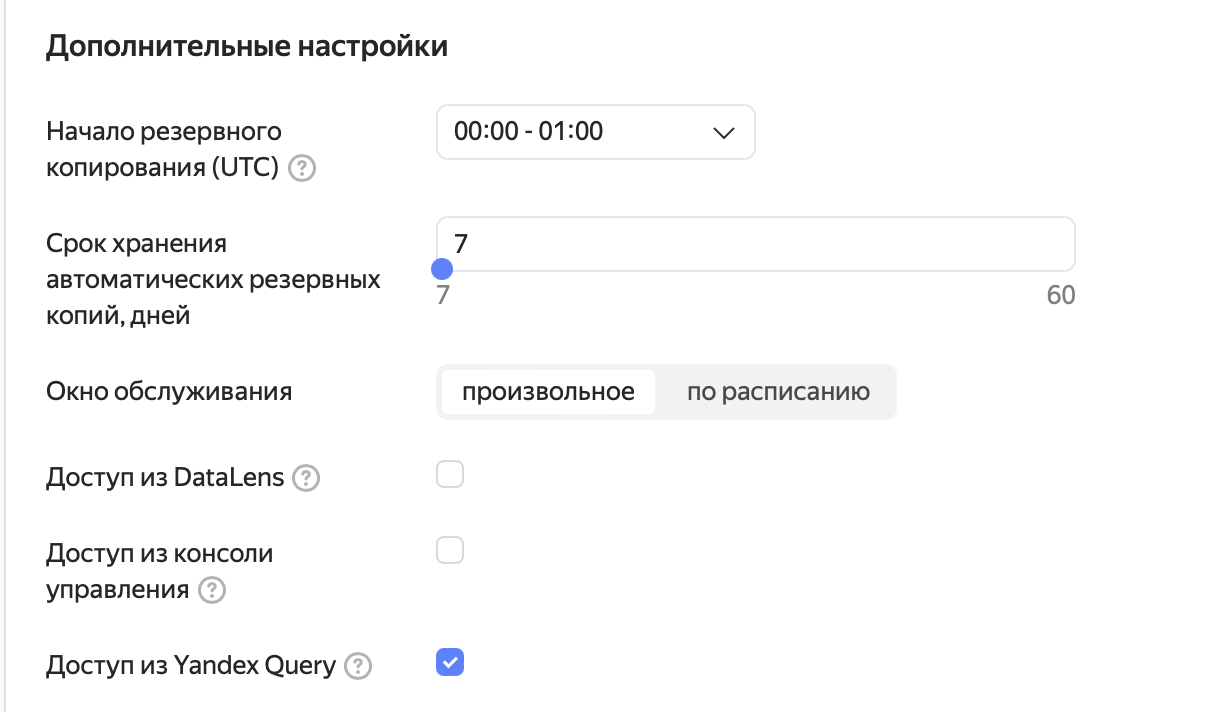 Дополнительные настройки
Начало резервного
копирования (UTC) ?
00:00 - 01:00
Срок хранения
автоматических резервных
копий, дней
7
7
60
Окно обслуживания
произвольное
по расписанию
Доступ из DataLens ?
Доступ из консоли
управления ?
Доступ из Yandex Query ?